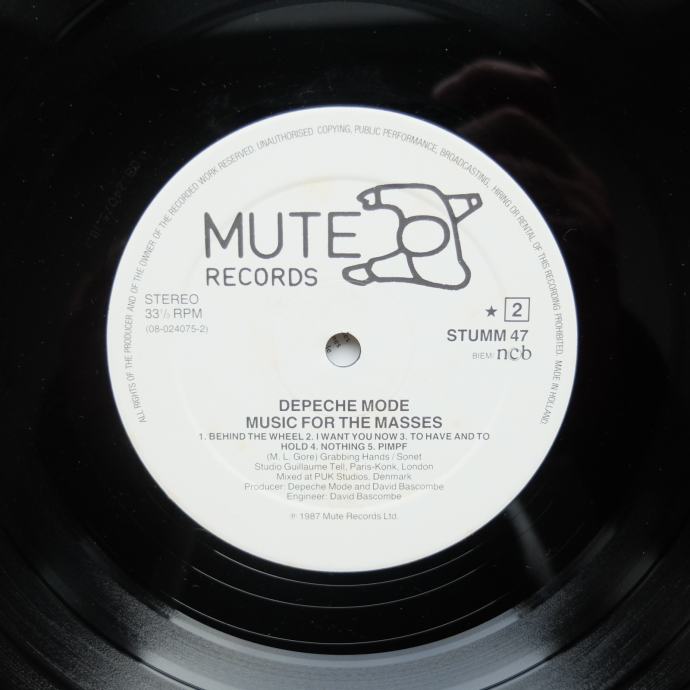 ALL RIGHTS OF THE PRODUCER AND OF THE OWNER OF THE RECORDED WORK RESERVED. UNAUTHORISED COPYING, PUBLIC PERFORMANCE, BROADCASTING, HIRING OR RENTAL OF THIS RECORDING PROHIBITED. MADE IN HOLLAND.
MUTE
RECORDS
STEREO
33⅓ RPM
(08-024075-2)
★ 2
STUMM 47
BIEM/ ncb
DEPECHE MODE
MUSIC FOR THE MASSES
1. BEHIND THE WHEEL 2. I WANT YOU NOW 3. TO HAVE AND TO
HOLD 4. NOTHING 5. PIMPF
(M. L. Gore) Grabbing Hands / Sonet
Studio Guillaume Tell, Paris-Konk, London
Mixed at PUK Studios, Denmark
Producer: Depeche Mode and David Bascombe
Engineer: David Bascombe
℗ 1987 Mute Records Ltd.